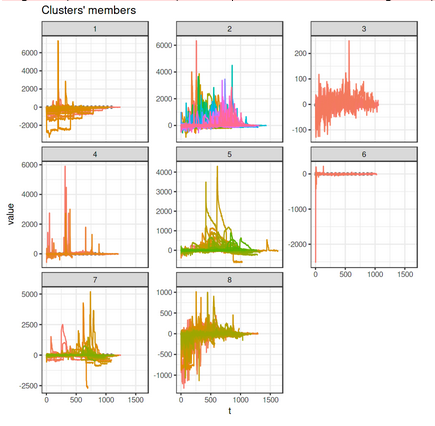 Clusters' members
1 2 3
6000 4000 2000 0 -2000
6000 4000 2000 0
200 100 0 -100
4 5 6
6000 4000 2000 0
4000 3000 2000 1000 0
0 -1000 -2000
0 500 1000 1500
7 8
5000 2500 0 -2500
1000 500 0 -500 -1000
0 500 1000 1500 0 500 1000 1500
value
t